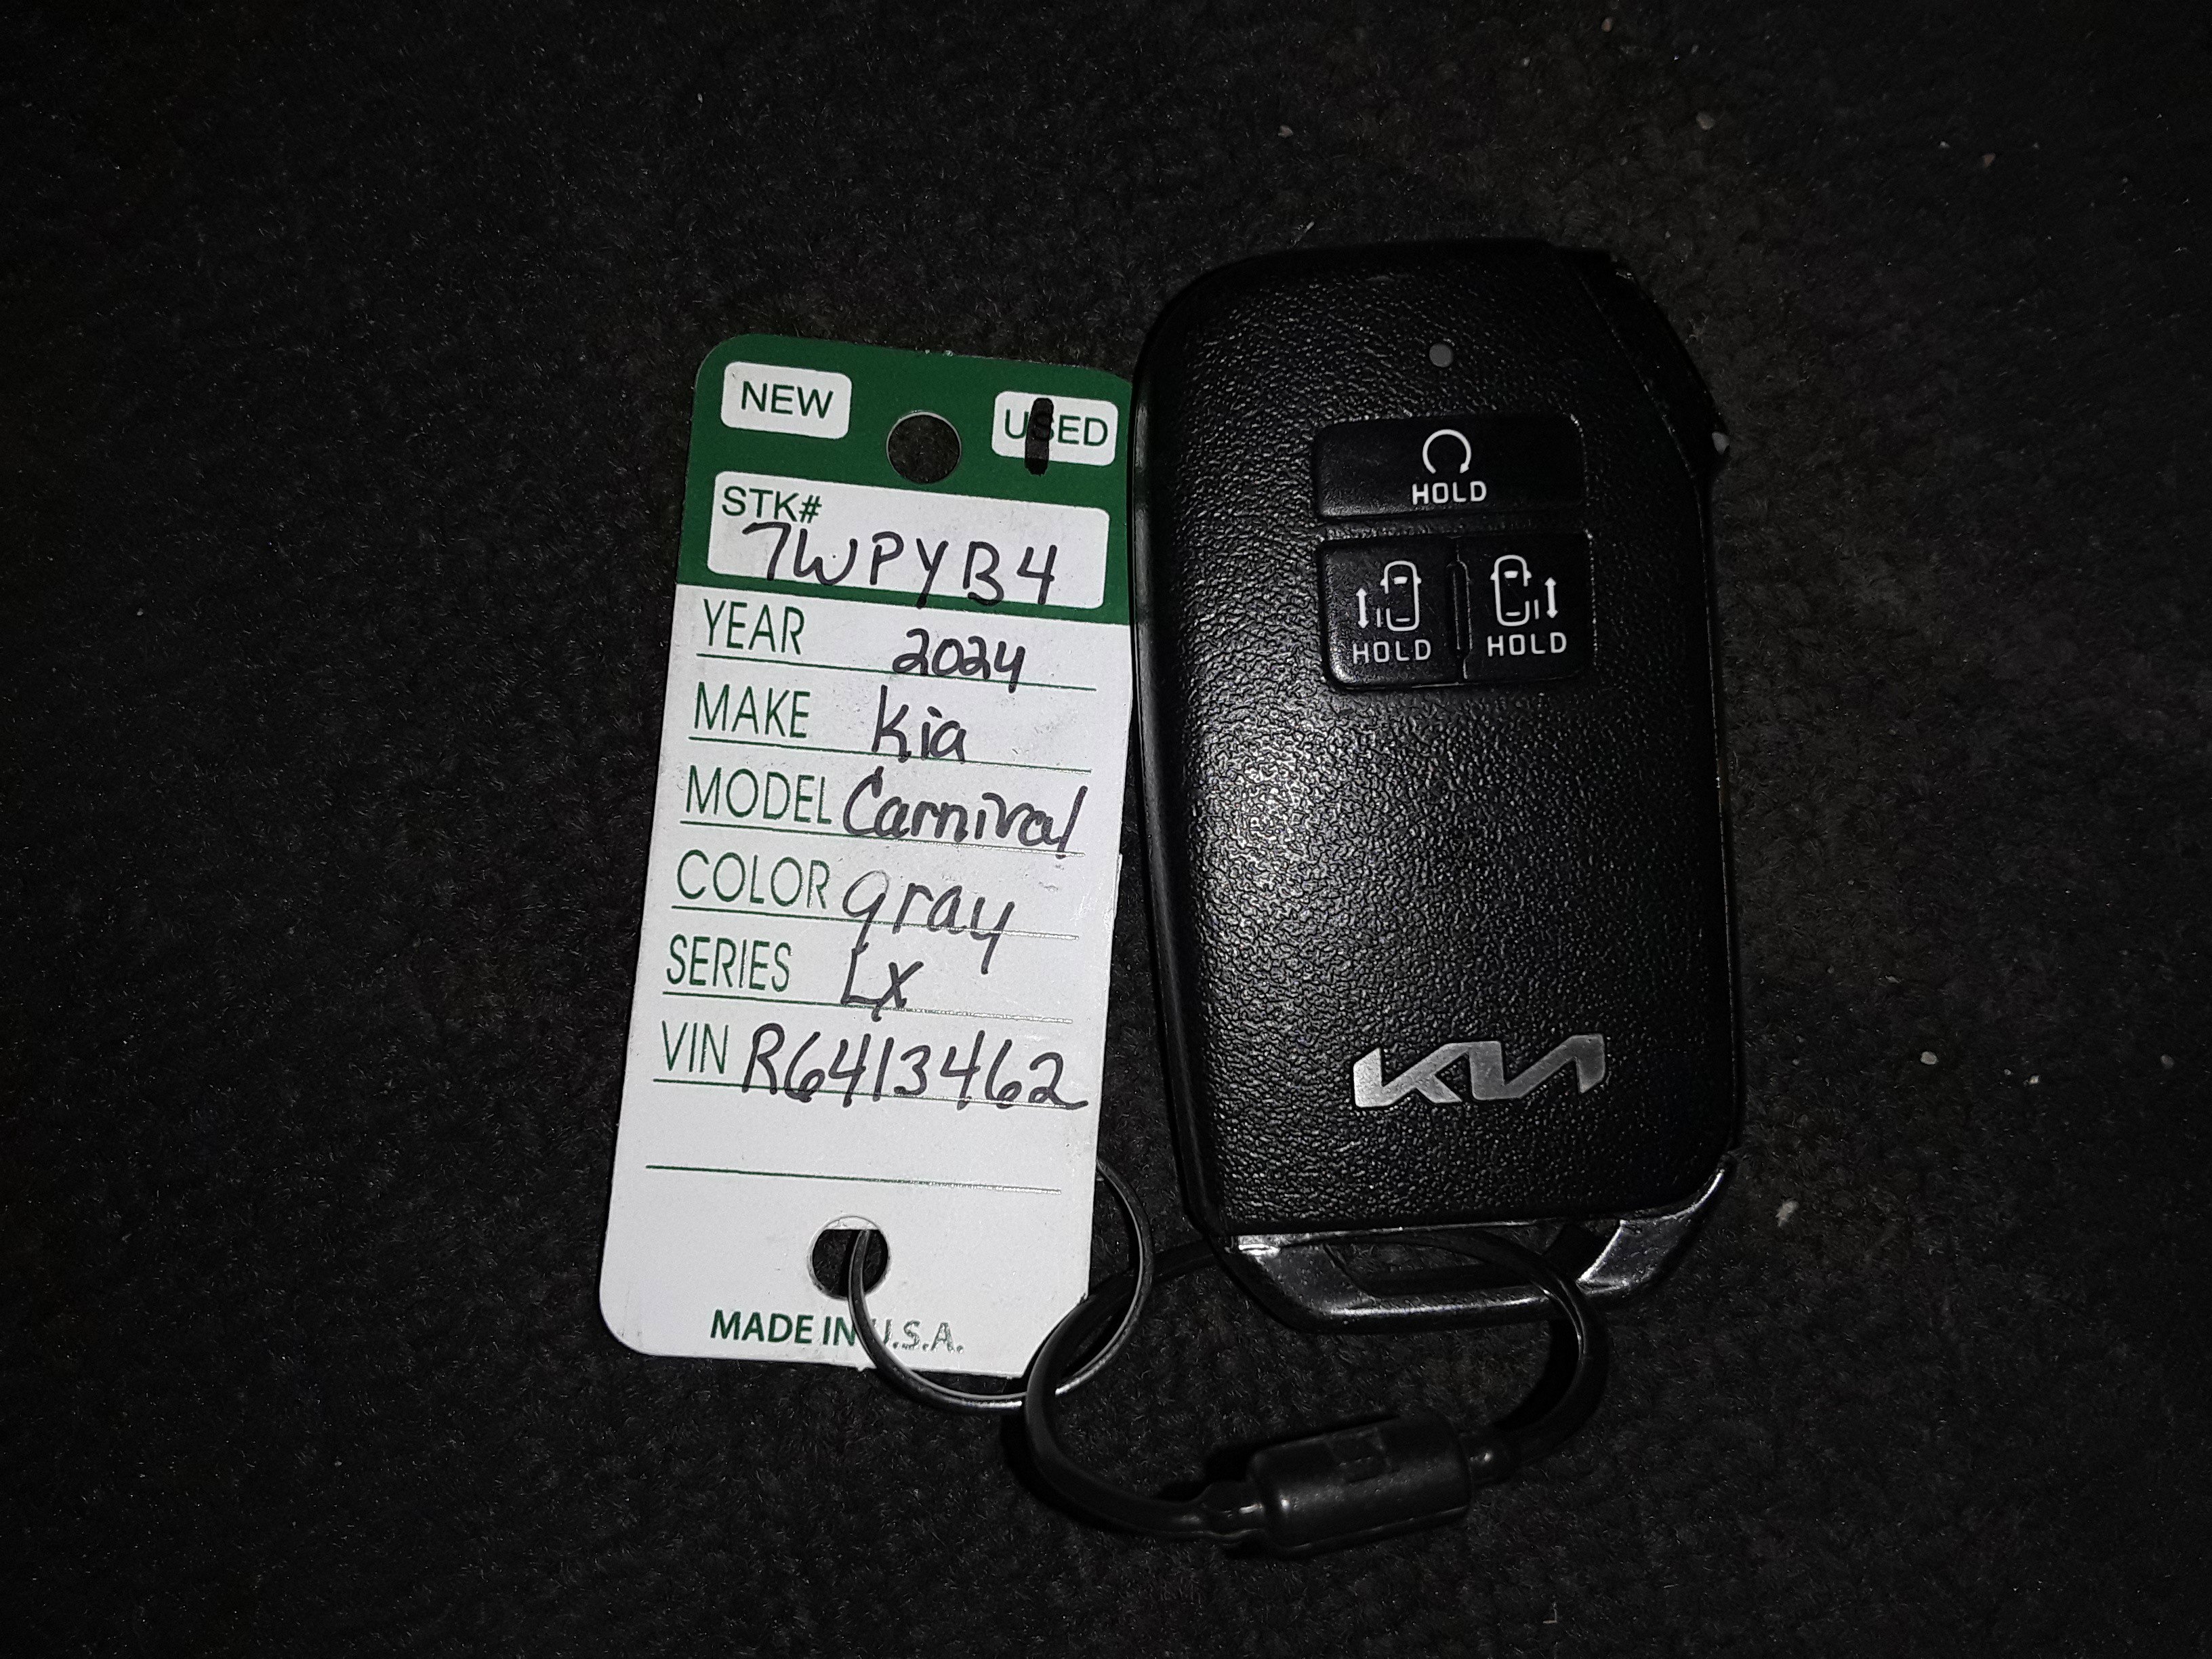 NEW USED
STK#
7WPYB4
YEAR 2024
MAKE Kia
MODEL Carnival
COLOR gray
SERIES LX
VIN R6413462
MADE IN U.S.A.
HOLD
HOLD HOLD
KIA